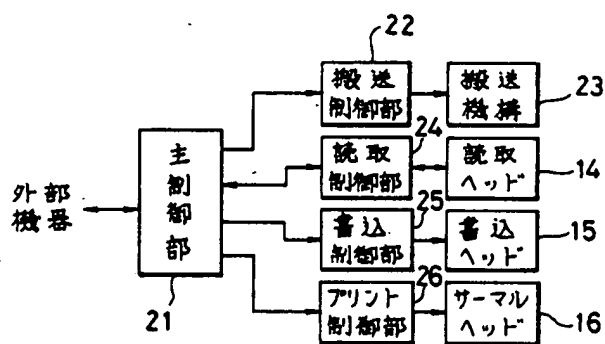 22
搬送
制御部
搬送
機構
23
24
読取
制御部
読取
ヘッド
14
主制御部
21
外部
機器
25
書込
制御部
書込
ヘッド
15
26
プリント
制御部
サーマル
ヘッド
16